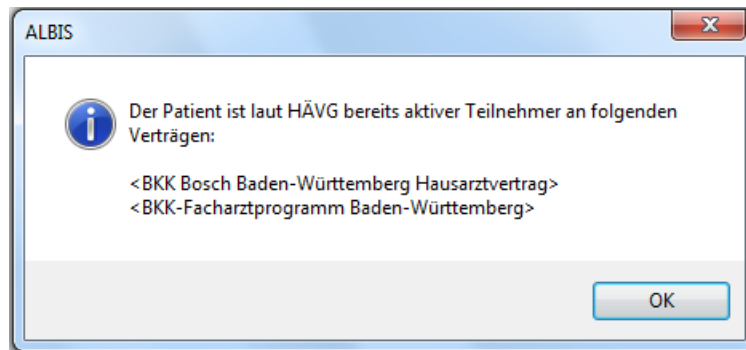 ALBIS
Der Patient ist laut HÄVG bereits aktiver Teilnehmer an folgenden
Verträgen:
<BKK Bosch Baden-Württemberg Hausarztvertrag>
<BKK-Facharztprogramm Baden-Württemberg>
OK